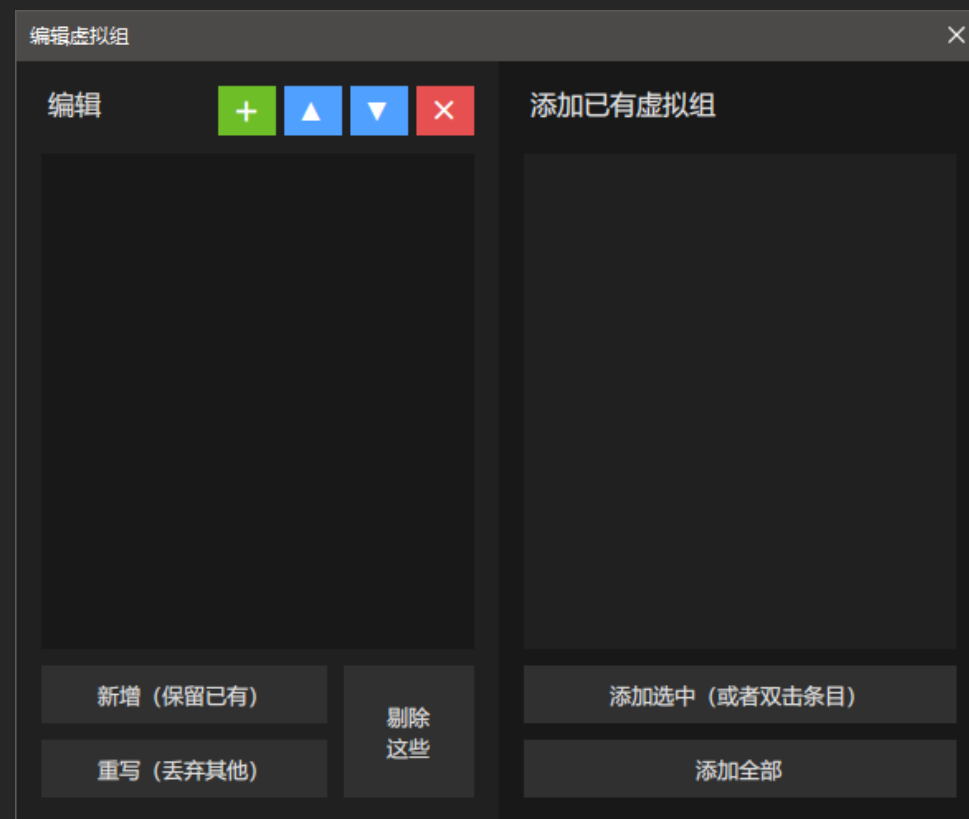 编辑虚拟组
编辑
添加已有虚拟组
新增（保留已有）
重写（丢弃其他）
剔除
这些
添加选中（或者双击条目）
添加全部